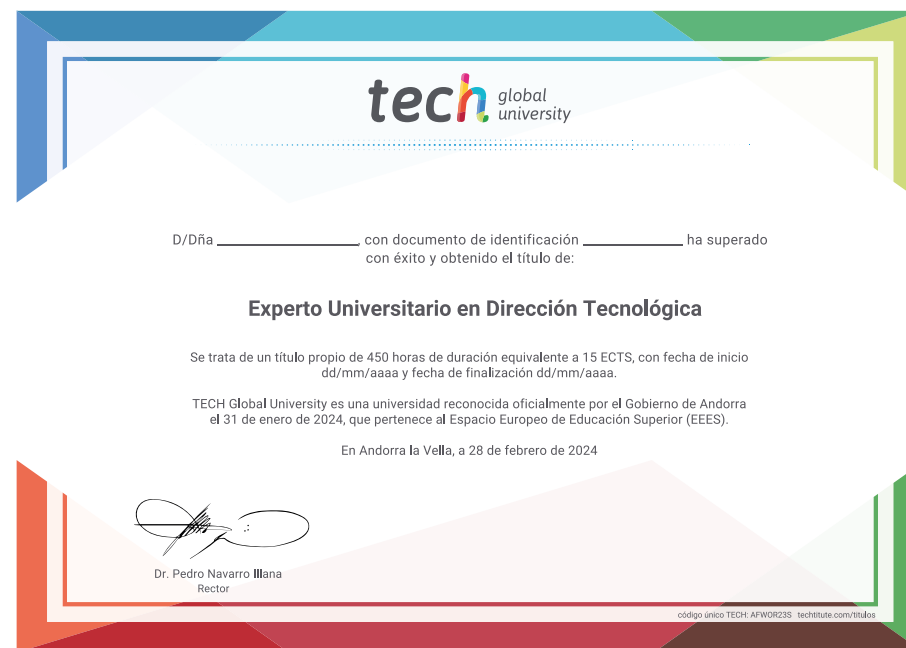 tech global university
D/Dña ____________________, con documento de identificación ______________ ha superado
con éxito y obtenido el título de:
Experto Universitario en Dirección Tecnológica
Se trata de un título propio de 450 horas de duración equivalente a 15 ECTS, con fecha de inicio
dd/mm/aaaa y fecha de finalización dd/mm/aaaa.
TECH Global University es una universidad reconocida oficialmente por el Gobierno de Andorra
el 31 de enero de 2024, que pertenece al Espacio Europeo de Educación Superior (EEES).
En Andorra la Vella, a 28 de febrero de 2024
Dr. Pedro Navarro Illana
Rector
código único TECH: AFWOR23S techtitute.com/titulos